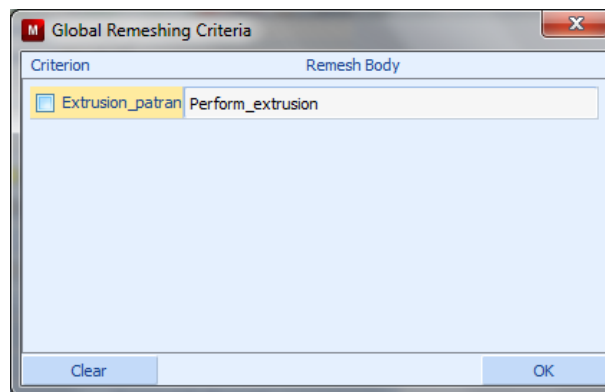 M Global Remeshing Criteria X
Criterion Remesh Body
Extrusion_patran Perform_extrusion
Clear OK